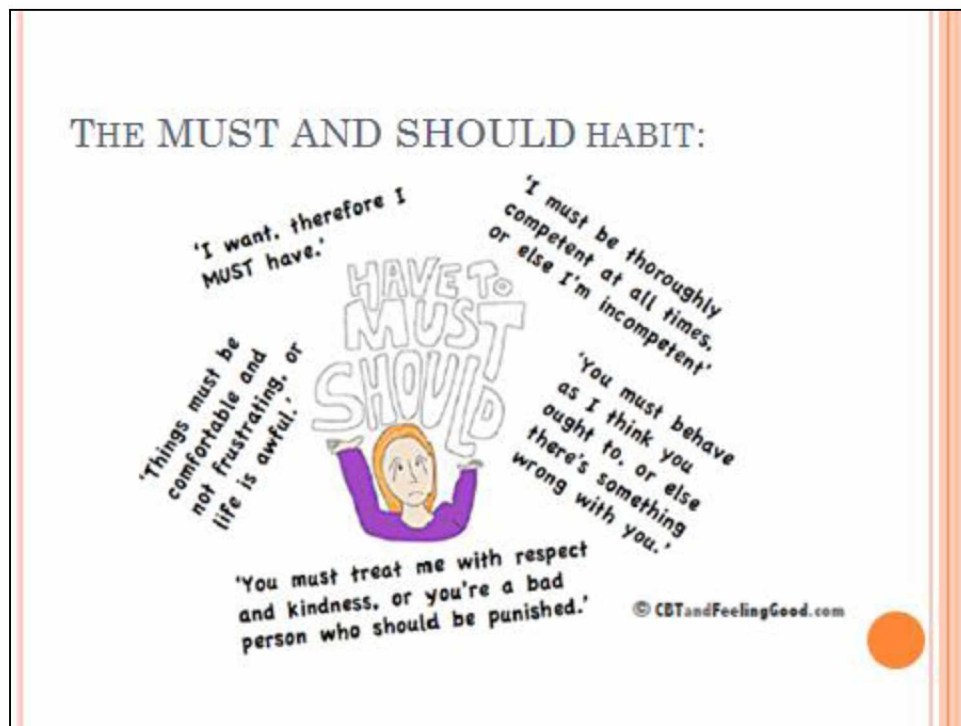 THE MUST AND SHOULD HABIT:
'I want, therefore I
MUST have.'
'I must be thoroughly
competent at all times,
or else I'm incompetent'
HAVE TO
MUST
SHOULD
'Things must be
comfortable and
not frustrating, or
life is awful.'
'You must behave
as I think you
ought to, or else
there's something
wrong with you.'
'You must treat me with respect
and kindness, or you're a bad
person who should be punished.'
© CBTandFeelingGood.com